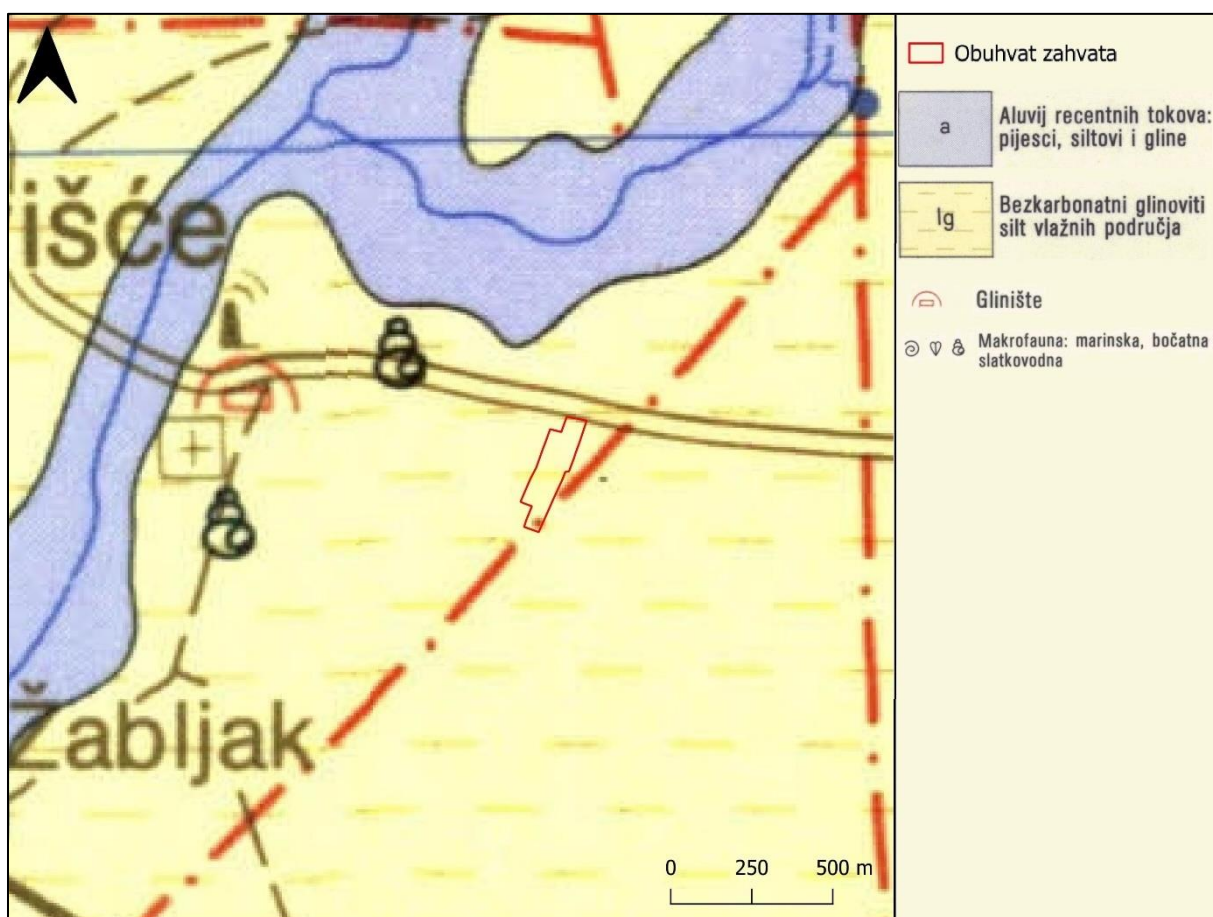 išće
Žabljak
0 250 500 m
Obuhvat zahvata
a
Aluvij recentnih tokova:
pijesci, siltovi i gline
lg
Bezkarbonatni glinoviti
silt vlažnih područja
Glinište
Makrofauna: marinska, bočatna
slatkovodna